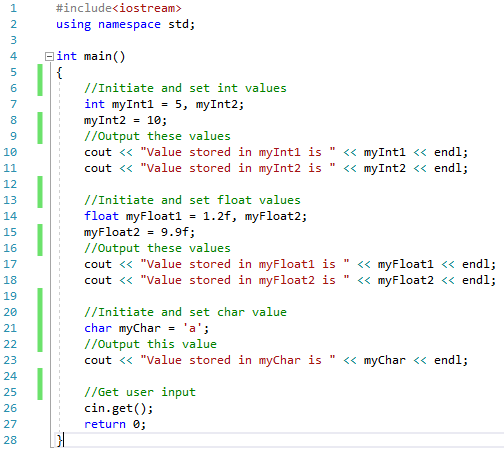 1 #include<iostream>
2 using namespace std;
3
4 int main()
5 {
6 //Initiate and set int values
7 int myInt1 = 5, myInt2;
8 myInt2 = 10;
9 //Output these values
10 cout << "Value stored in myInt1 is " << myInt1 << endl;
11 cout << "Value stored in myInt2 is " << myInt2 << endl;
12
13 //Initiate and set float values
14 float myFloat1 = 1.2f, myFloat2;
15 myFloat2 = 9.9f;
16 //Output these values
17 cout << "Value stored in myFloat1 is " << myFloat1 << endl;
18 cout << "Value stored in myFloat2 is " << myFloat2 << endl;
19
20 //Initiate and set char value
21 char myChar = 'a';
22 //Output this value
23 cout << "Value stored in myChar is " << myChar << endl;
24
25 //Get user input
26 cin.get();
27 return 0;
28 }